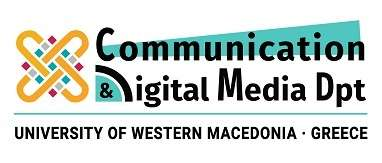 Communication
& Digital Media Dpt
UNIVERSITY OF WESTERN MACEDONIA · GREECE